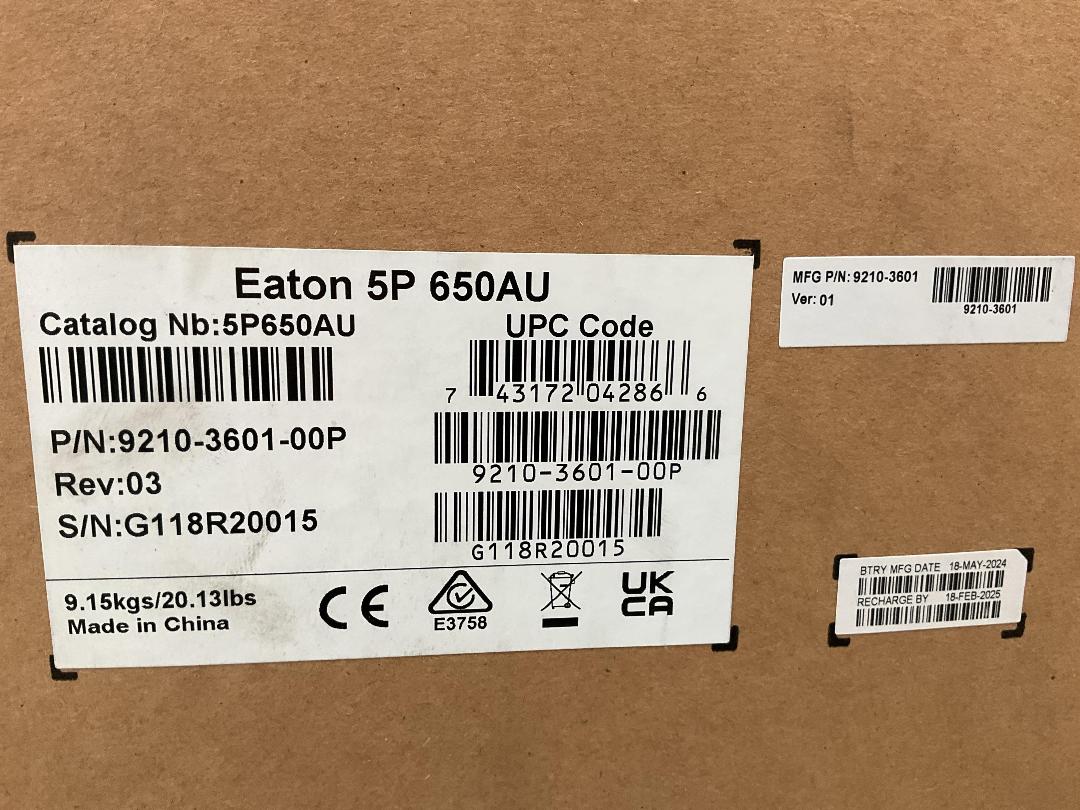 Eaton 5P 650AU
Catalog Nb:5P650AU
UPC Code
7 43172 04286 6
P/N:9210-3601-00P
9210-3601-00P
Rev:03
S/N:G118R20015
G118R20015
9.15kgs/20.13lbs
Made in China
CE
E3758
UK
CA
MFG P/N: 9210-3601
Ver: 01
9210-3601
BTRY MFG DATE 18-MAY-2024
RECHARGE BY 18-FEB-2025